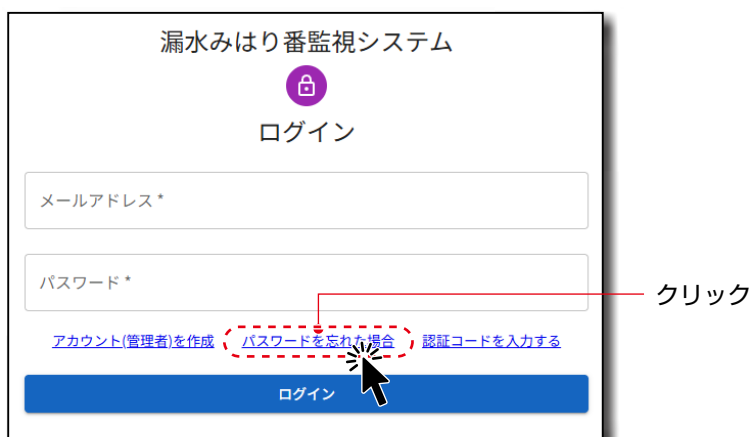 漏水みはり番監視システム
ログイン
メールアドレス *
パスワード *
クリック
アカウント(管理者)を作成 パスワードを忘れた場合 認証コードを入力する
ログイン